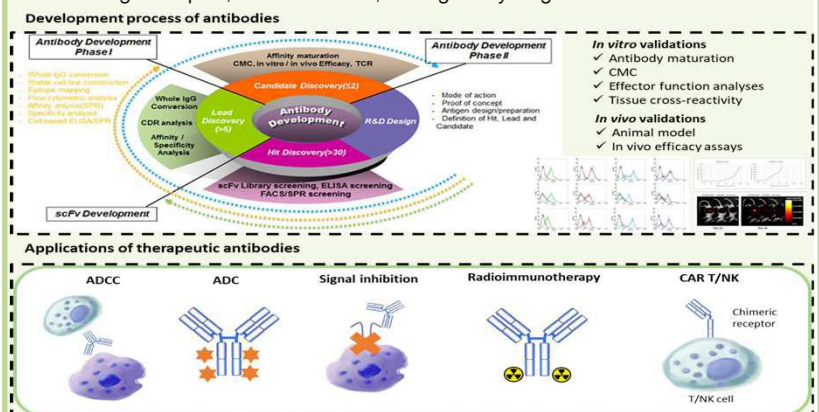 Development process of antibodies
Antibody Development
Phase I
Antibody Development
Phase II
Affinity maturation
CMC, in vitro / in vivo Efficacy, TCR
Candidate Discovery(≤2)
- Whole IgG conversion
- Stable cell-line construction
- Epitope mapping
- Flow cytometric analysis
- Affinity analysis(SPR)
- Specificity analysis
- Cell-based ELISA/SPR
Whole IgG
Conversion
CDR analysis
Affinity /
Specificity
Analysis
Lead
Discovery
(>5)
Antibody
Development
R&D Design
- Mode of action
- Proof of concept
- Antigen design/preparation
- Definition of Hit, Lead and
Candidate
Hit Discovery(>30)
scFv Library screening, ELISA screening
FACS/SPR screening
scFv Development
In vitro validations
✓ Antibody maturation
✓ CMC
✓ Effector function analyses
✓ Tissue cross-reactivity
In vivo validations
✓ Animal model
✓ In vivo efficacy assays
Applications of therapeutic antibodies
ADCC
ADC
Signal inhibition
Radioimmunotherapy
CAR T/NK
Chimeric
receptor
T/NK cell